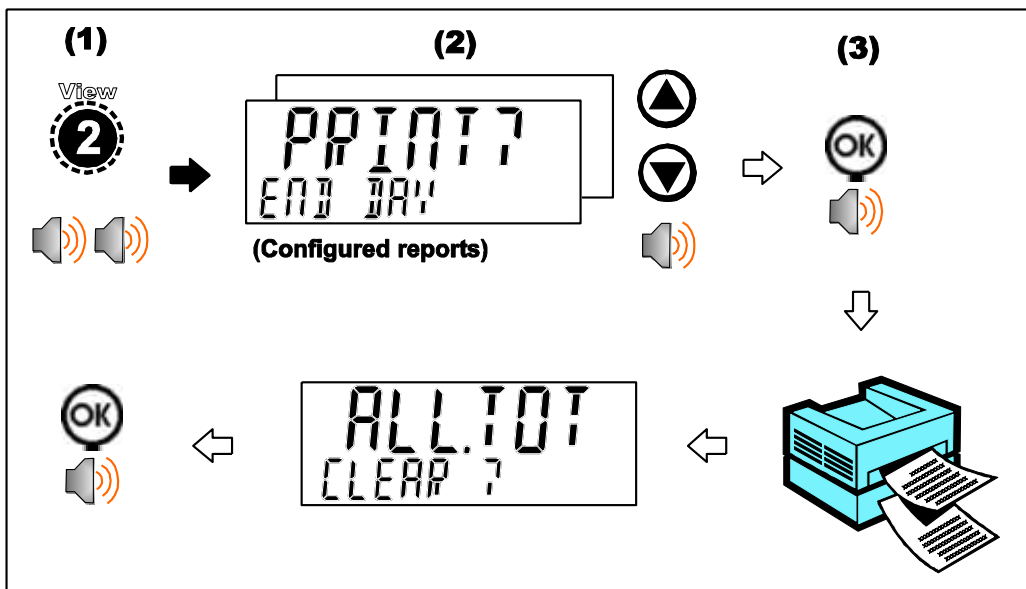 (1)
View
2
(2)
PRINT?
END DAY
(Configured reports)
(3)
OK
ALL.TOT
CLEAR ?
OK